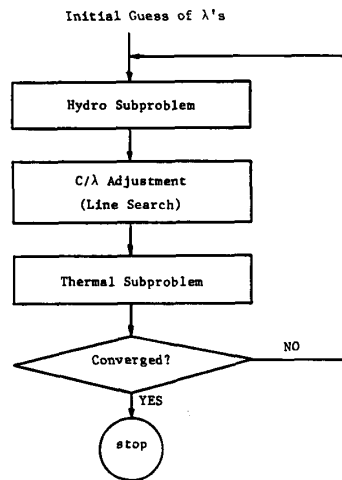 Initial Guess of λ's
Hydro Subproblem
C/λ Adjustment
(Line Search)
Thermal Subproblem
Converged?
NO
YES
stop